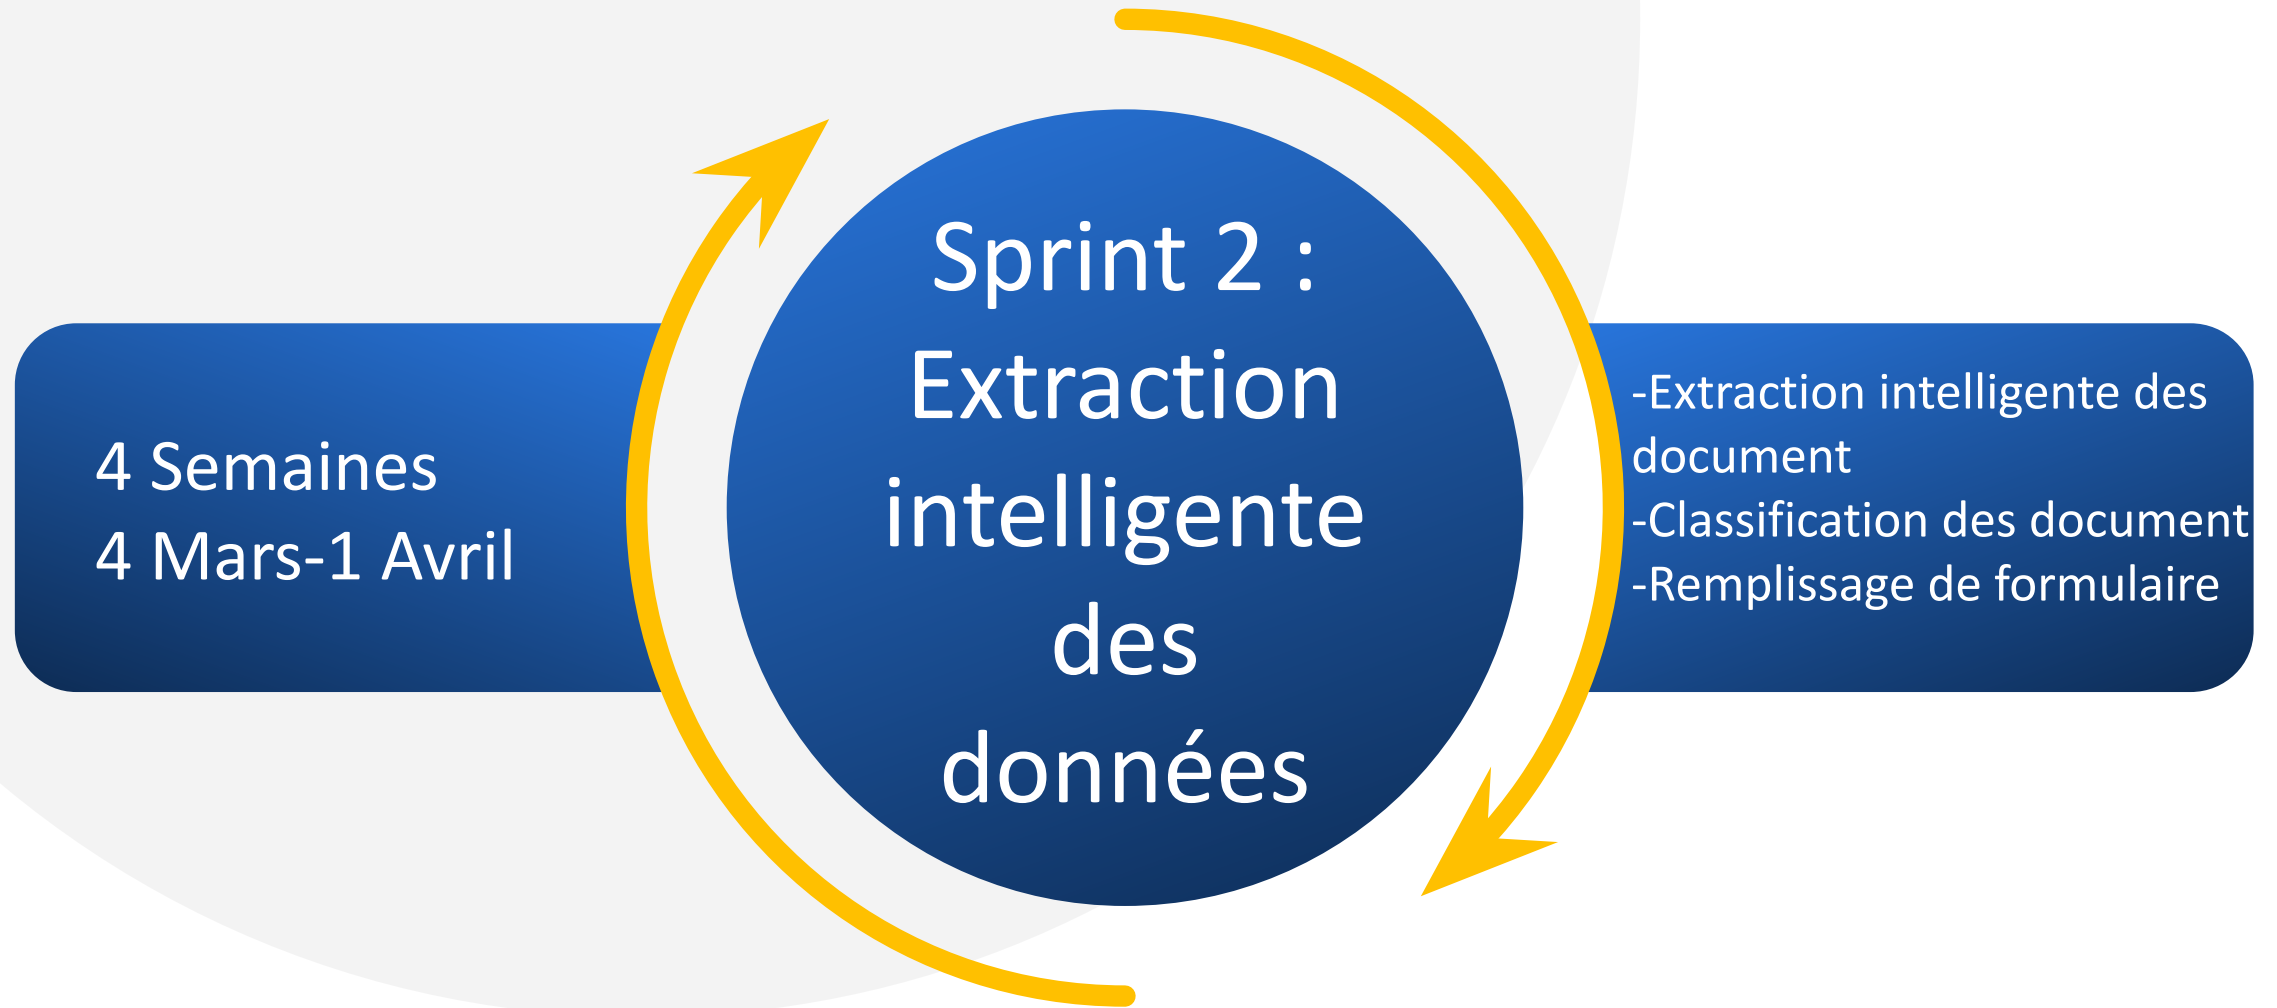 4 Semaines
4 Mars-1 Avril
Sprint 2 :
Extraction
intelligente
des
données
-Extraction intelligente des
document
-Classification des document
-Remplissage de formulaire